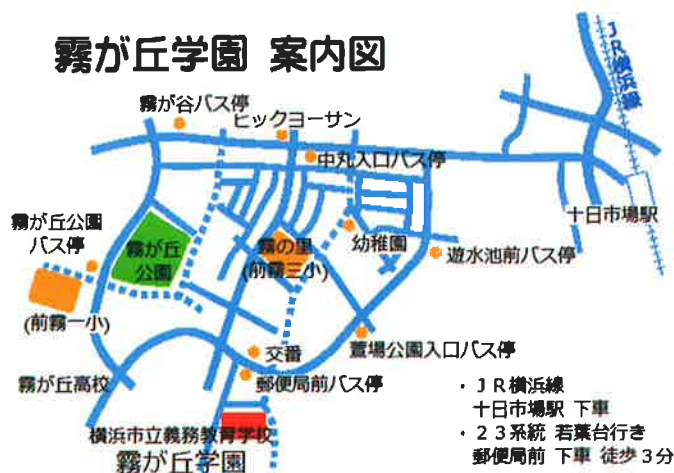 霧が丘学園 案内図
JR横浜線
霧が谷バス停
ヒックヨーサン
中丸入口バス停
十日市場駅
霧が丘公園
バス停
霧が丘
公園
霧の里
(前霧三小)
幼稚園
遊水池前バス停
(前霧一小)
交番
萱場公園入口バス停
霧が丘高校
郵便局前バス停
横浜市立義務教育学校
霧が丘学園
・JR横浜線
十日市場駅 下車
・23系統 若葉台行き
郵便局前 下車 徒歩3分